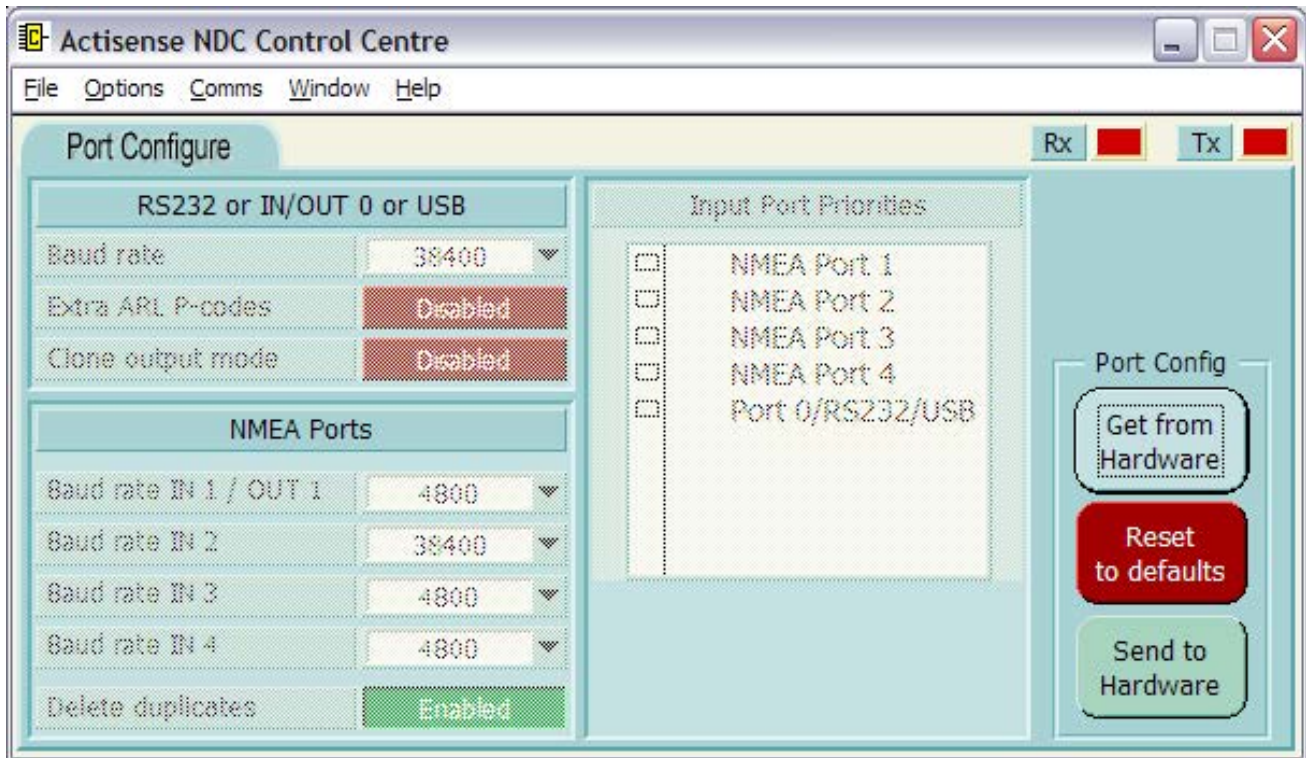 Actisense NDC Control Centre
File Options Comms Window Help
Port Configure
Rx
Tx
RS232 or IN/OUT 0 or USB
Baud rate 38400
Extra ARL P-codes Disabled
Clone output mode Disabled
NMEA Ports
Baud rate IN 1 / OUT 1 4800
Baud rate IN 2 38400
Baud rate IN 3 4800
Baud rate IN 4 4800
Delete duplicates Enabled
Input Port Priorities
NMEA Port 1
NMEA Port 2
NMEA Port 3
NMEA Port 4
Port 0/RS232/USB
Port Config
Get from
Hardware
Reset
to defaults
Send to
Hardware